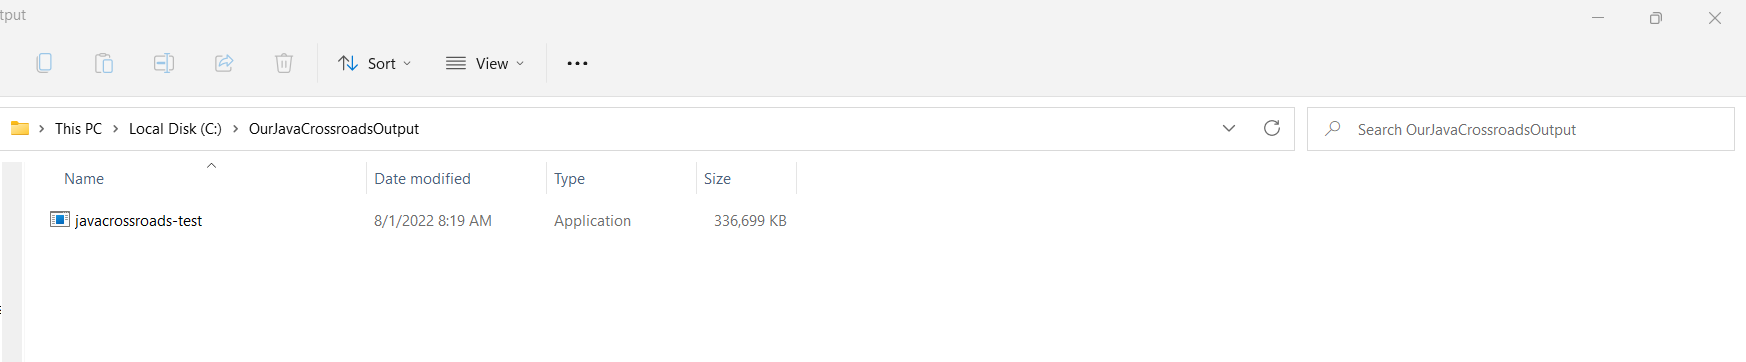 tput
Sort View
This PC > Local Disk (C:) > OurJavaCrossroadsOutput
Search OurJavaCrossroadsOutput
Name Date modified Type Size
javacrossroads-test 8/1/2022 8:19 AM Application 336,699 KB